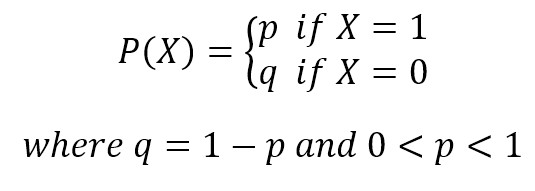 P(X) = {p if X = 1
q if X = 0
where q = 1 − p and 0 < p < 1